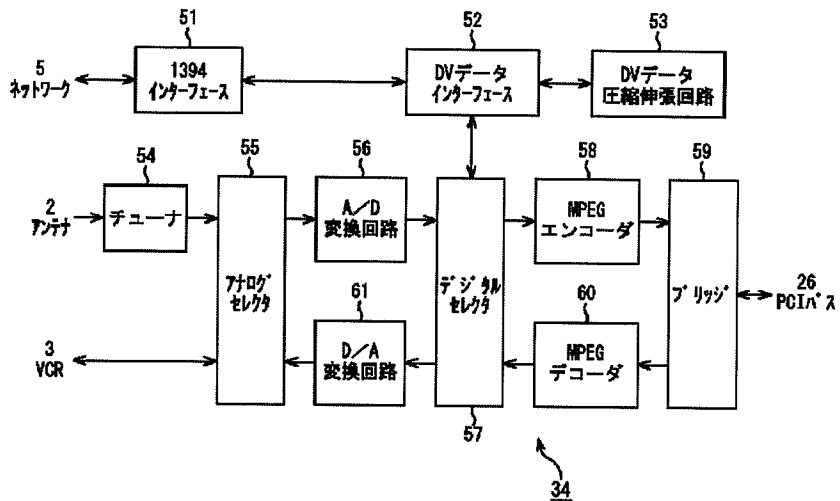 51
52
53
5
ネットワーク
1394
インターフェース
DVデータ
インターフェース
DVデータ
圧縮伸張回路
54
55
56
58
59
2
アンテナ
チューナ
アナログ
セレクタ
A/D
変換回路
デジタル
セレクタ
MPEG
エンコーダ
ブリッジ
26
PCIバス
61
60
3
VCR
D/A
変換回路
MPEG
デコーダ
57
34